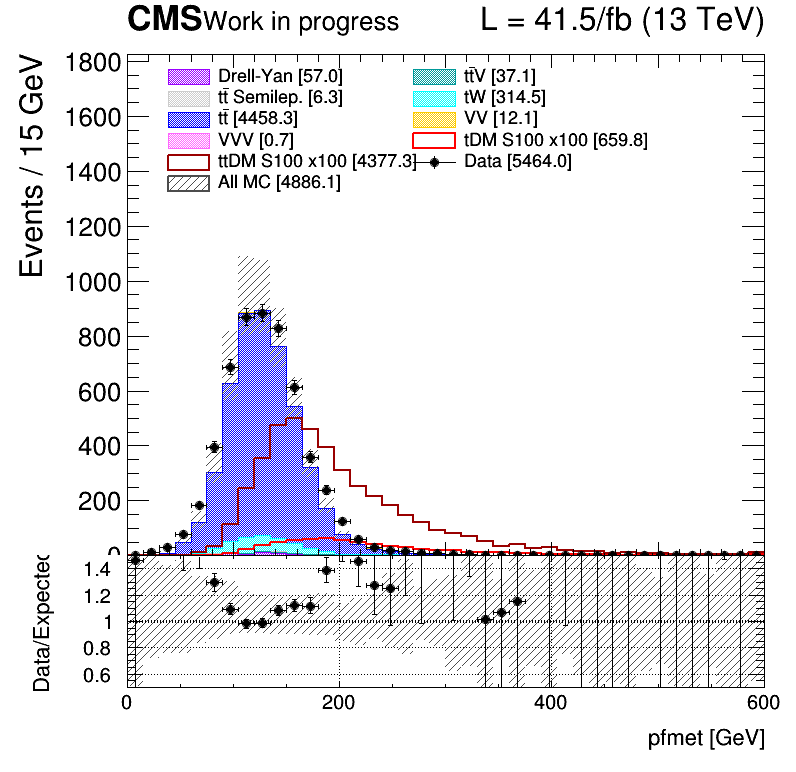 CMS Work in progress L = 41.5/fb (13 TeV)
Events / 15 GeV
1800
1600
1400
1200
1000
800
600
400
200
0
Drell-Yan [57.0] tt̄V [37.1]
tt̄ Semilep. [6.3] tW [314.5]
tt̄ [4458.3] VV [12.1]
VVV [0.7] tDM S100 x100 [659.8]
ttDM S100 x100 [4377.3] Data [5464.0]
All MC [4886.1]
Data/Expected
1.4
1.2
1
0.8
0.6
0 200 400 600
pfmet [GeV]